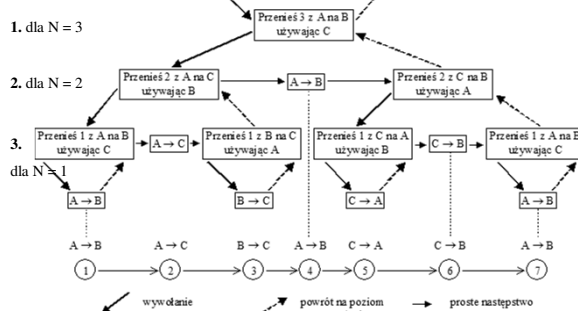 1. dla N = 3
Przenieś 3 z A na B
używając C
2. dla N = 2
Przenieś 2 z A na C
używając B
A → B
Przenieś 2 z C na B
używając A
3.
dla N = 1
Przenieś 1 z A na B
używając C
A → C
Przenieś 1 z B na C
używając A
Przenieś 1 z C na A
używając B
C → B
Przenieś 1 z A na B
używając C
A → B
B → C
C → A
A → B
A → B
A → C
B → C
A → B
C → A
C → B
A → B
1
2
3
4
5
6
7
wywołanie
powrót na poziom
proste następstwo